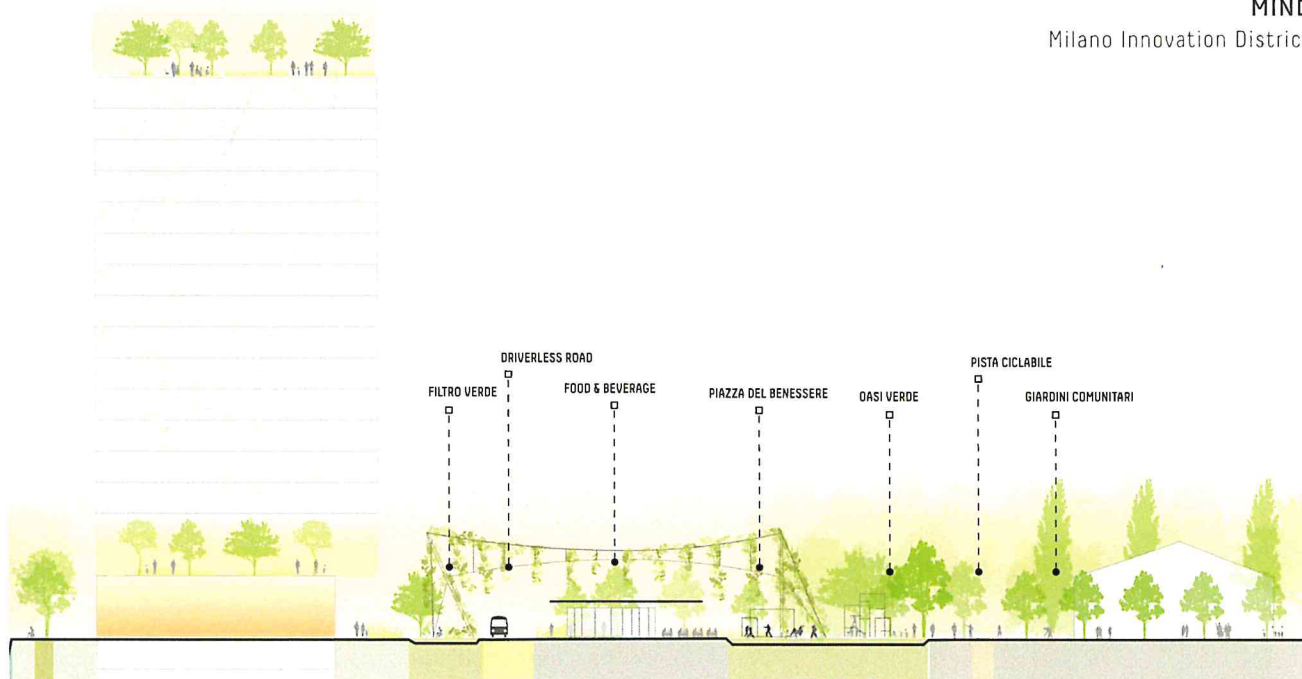 MIND
Milano Innovation Distric
DRIVERLESS ROAD
PISTA CICLABILE
FILTRO VERDE
FOOD & BEVERAGE
PIAZZA DEL BENESSERE
OASI VERDE
GIARDINI COMUNITARI